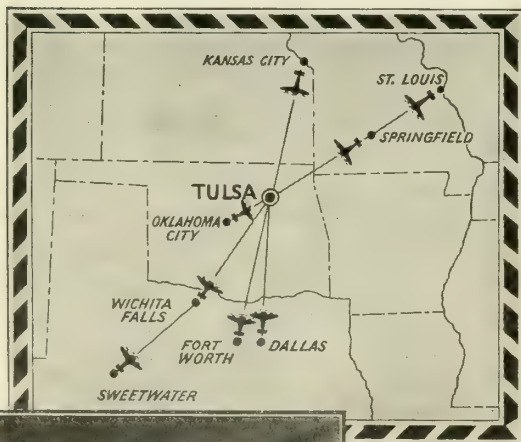 KANSAS CITY
ST. LOUIS
SPRINGFIELD
TULSA
OKLAHOMA
CITY
WICHITA
FALLS
FORT
WORTH
DALLAS
SWEETWATER